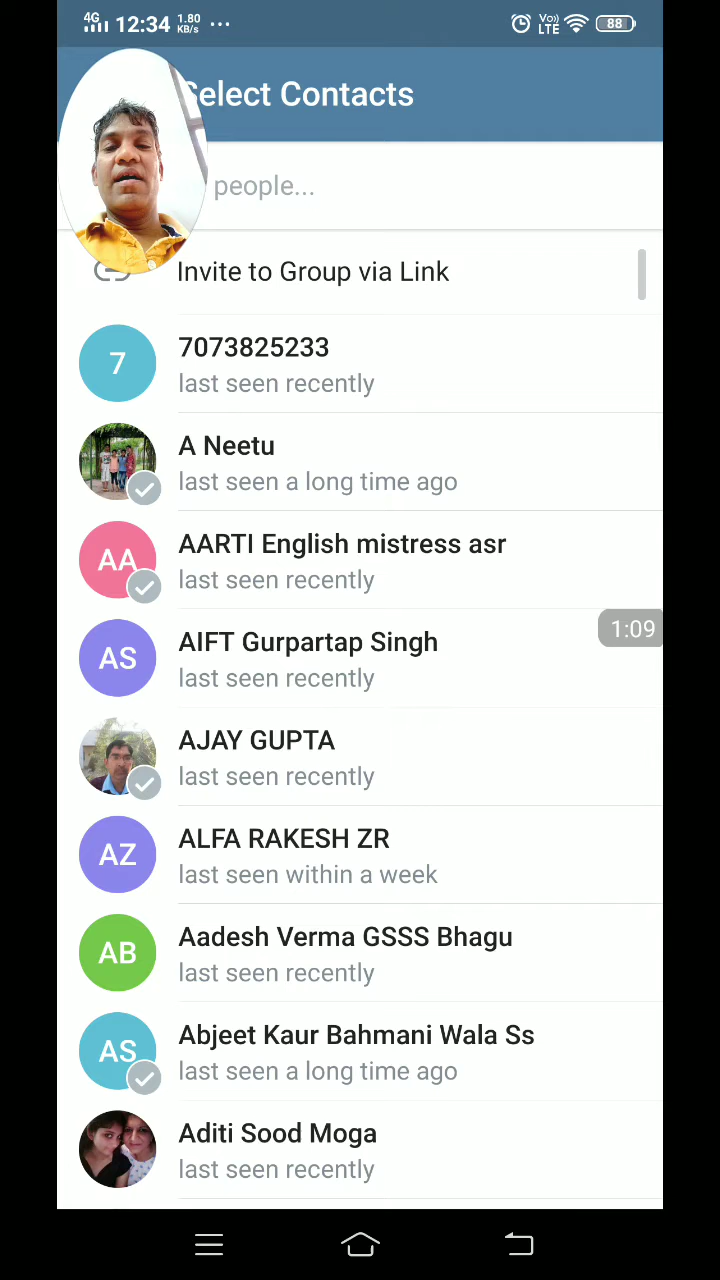 4G 12:34 1.80 KB/s ... Vo)) LTE 88
Select Contacts
people...
Invite to Group via Link
7 7073825233
last seen recently
A Neetu
last seen a long time ago
AA AARTI English mistress asr
last seen recently
1:09
AS AIFT Gurpartap Singh
last seen recently
AJAY GUPTA
last seen recently
AZ ALFA RAKESH ZR
last seen within a week
AB Aadesh Verma GSSS Bhagu
last seen recently
AS Abjeet Kaur Bahmani Wala Ss
last seen a long time ago
Aditi Sood Moga
last seen recently